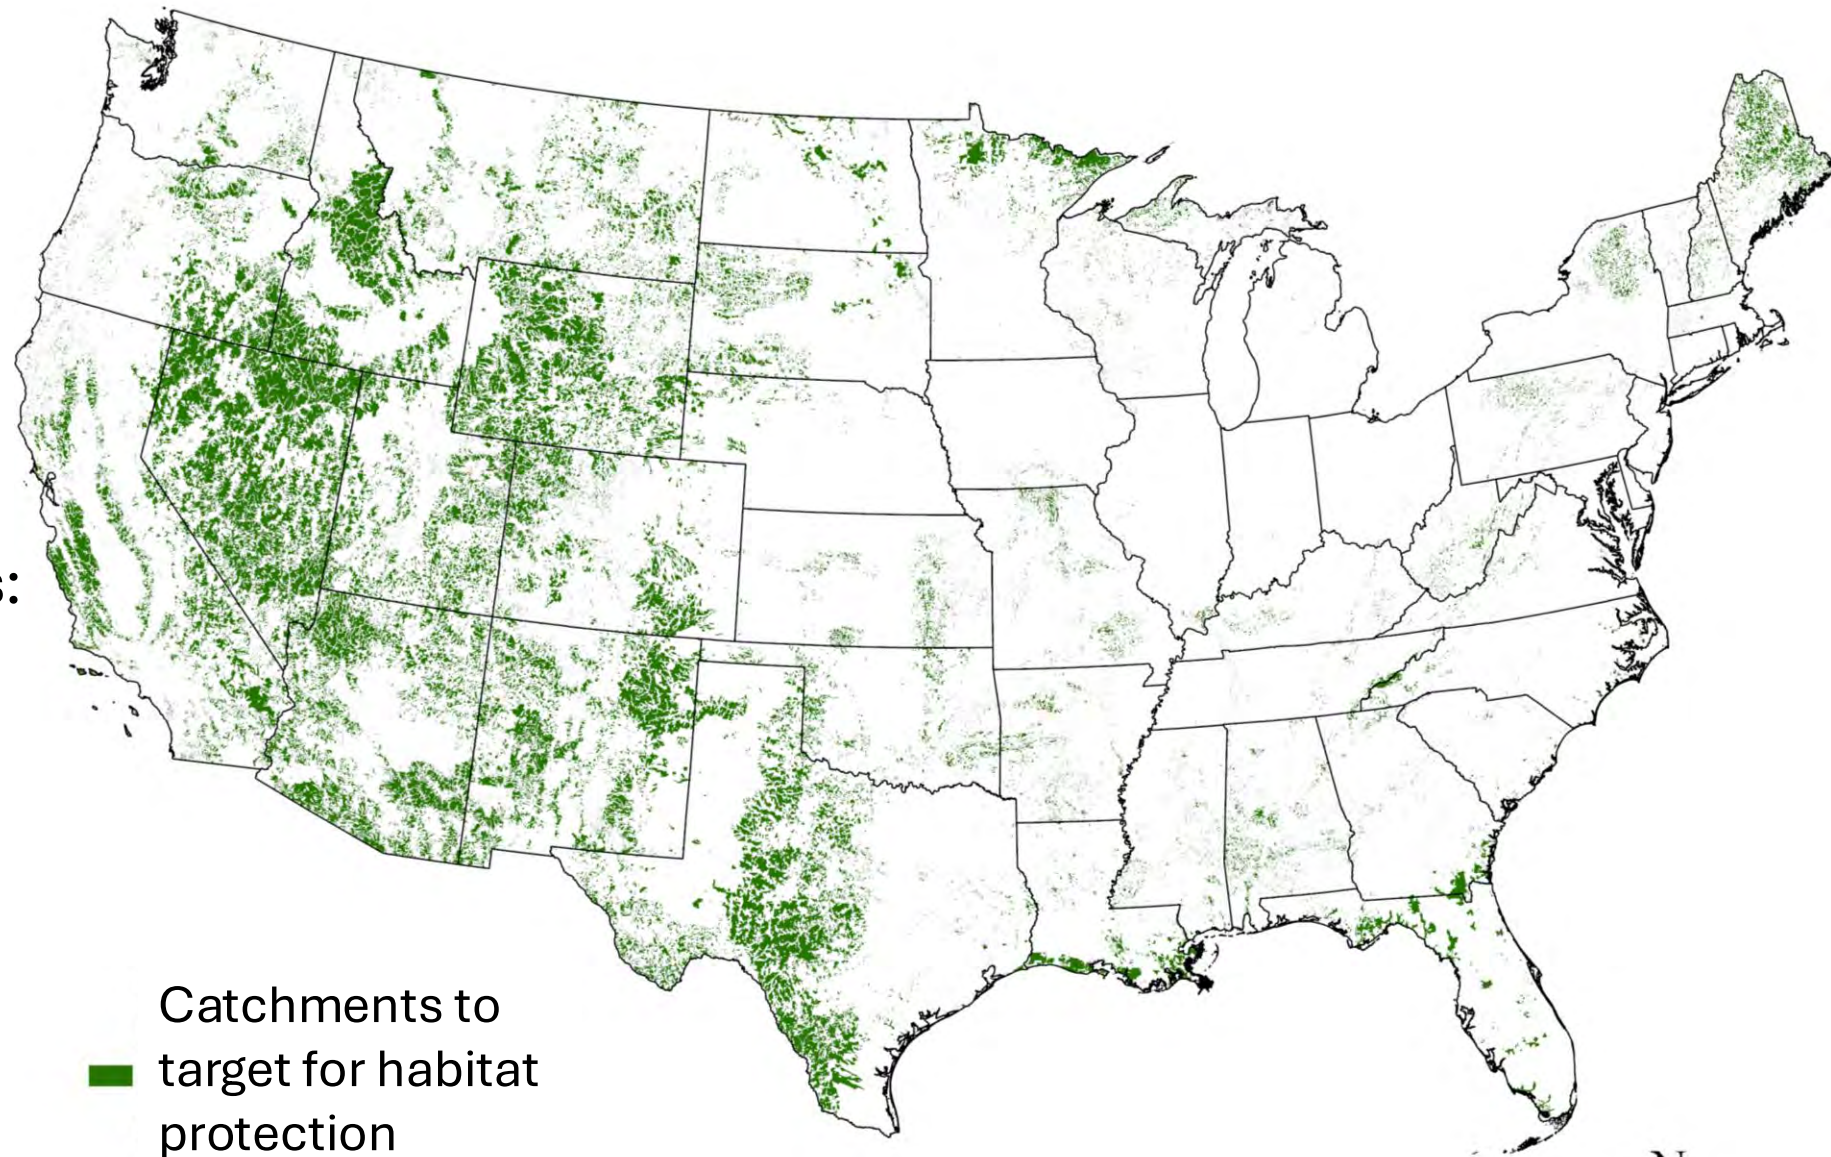 s:
Catchments to
target for habitat
protection
N